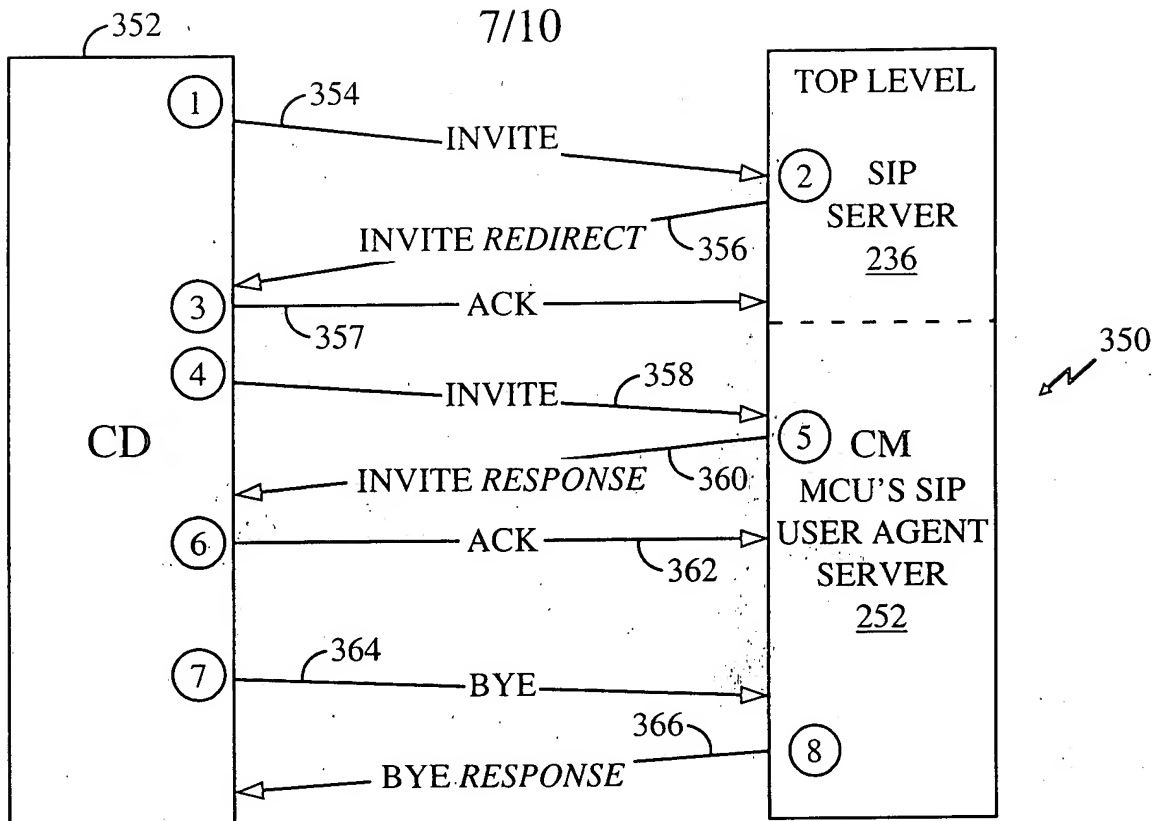 7/10
352
1
354
INVITE
TOP LEVEL
2
SIP
SERVER
236
INVITE REDIRECT
356
3
ACK
357
350
4
INVITE
358
CD
5
CM
MCU'S SIP
USER AGENT
SERVER
252
INVITE RESPONSE
360
6
ACK
362
7
364
BYE
366
8
BYE RESPONSE